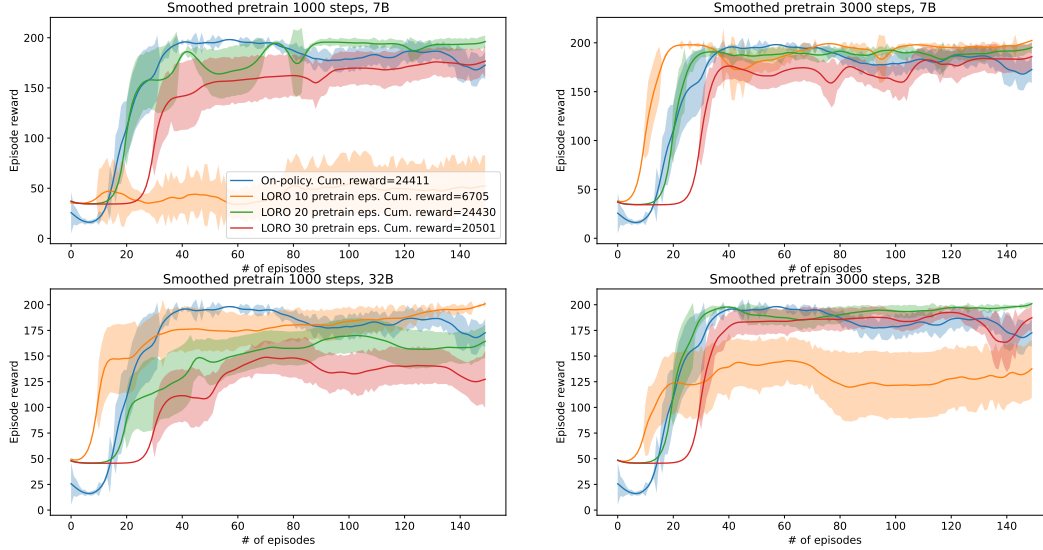 Smoothed pretrain 1000 steps, 7B
Episode reward
200
150
100
50
0
On-policy. Cum. reward=24411
LORO 10 pretrain eps. Cum. reward=6705
LORO 20 pretrain eps. Cum. reward=24430
LORO 30 pretrain eps. Cum. reward=20501
0 20 40 60 80 100 120 140
# of episodes
Smoothed pretrain 3000 steps, 7B
Episode reward
200
150
100
50
0
0 20 40 60 80 100 120 140
# of episodes
Smoothed pretrain 1000 steps, 32B
Episode reward
200
175
150
125
100
75
50
25
0
0 20 40 60 80 100 120 140
# of episodes
Smoothed pretrain 3000 steps, 32B
Episode reward
200
175
150
125
100
75
50
25
0
0 20 40 60 80 100 120 140
# of episodes